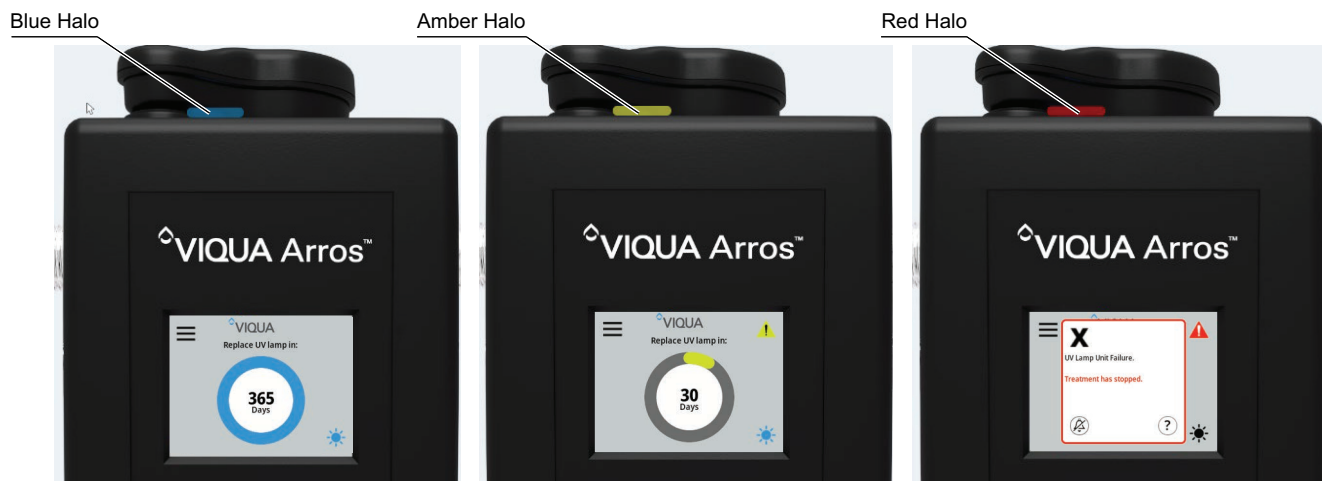 Blue Halo
Amber Halo
Red Halo
VIQUA Arros™
VIQUA
Replace UV lamp in:
365
Days
VIQUA Arros™
VIQUA
Replace UV lamp in:
30
Days
VIQUA Arros™
X
UV Lamp Unit Failure.
Treatment has stopped.
?